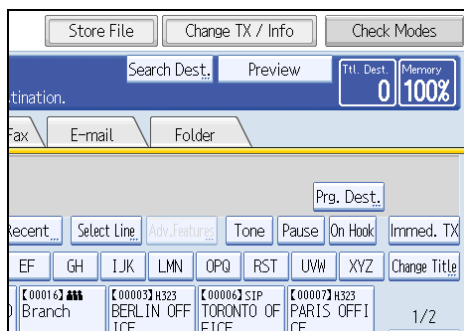 Store File Change TX / Info Check Modes
Search Dest. Preview Ttl. Dest. Memory
tination. 0 100%
Fax E-mail Folder
Prg. Dest.
Recent Select Line Adv.Features Tone Pause On Hook Immed. TX
EF GH IJK LMN OPQ RST UVW XYZ Change Title
【00016】 【00003】H323 【00006】SIP 【00007】H323
Branch BERLIN OFF TORONTO OF PARIS OFFI 1/2
ICE FICE CE